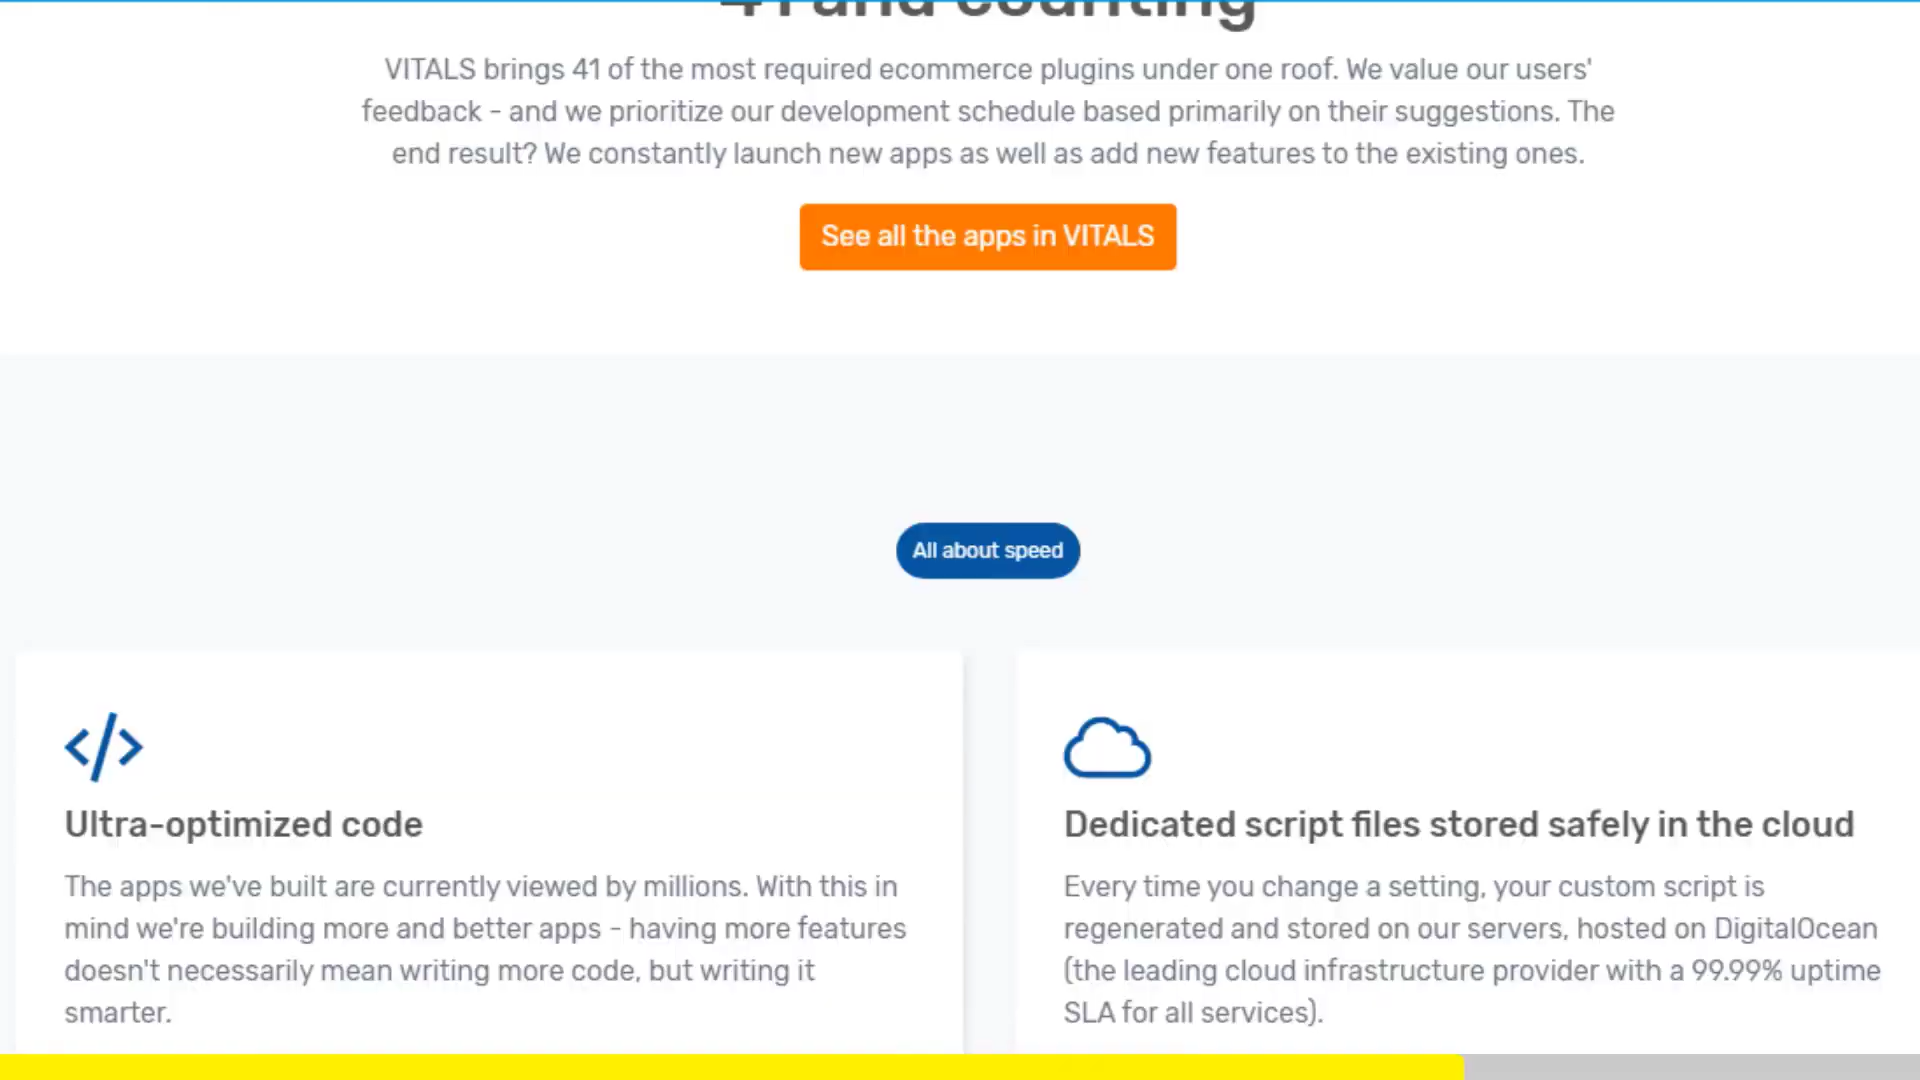 41 and counting
VITALS brings 41 of the most required ecommerce plugins under one roof. We value our users'
feedback - and we prioritize our development schedule based primarily on their suggestions. The
end result? We constantly launch new apps as well as add new features to the existing ones.
See all the apps in VITALS
All about speed
Ultra-optimized code
The apps we've built are currently viewed by millions. With this in
mind we're building more and better apps - having more features
doesn't necessarily mean writing more code, but writing it
smarter.
Dedicated script files stored safely in the cloud
Every time you change a setting, your custom script is
regenerated and stored on our servers, hosted on DigitalOcean
(the leading cloud infrastructure provider with a 99.99% uptime
SLA for all services).